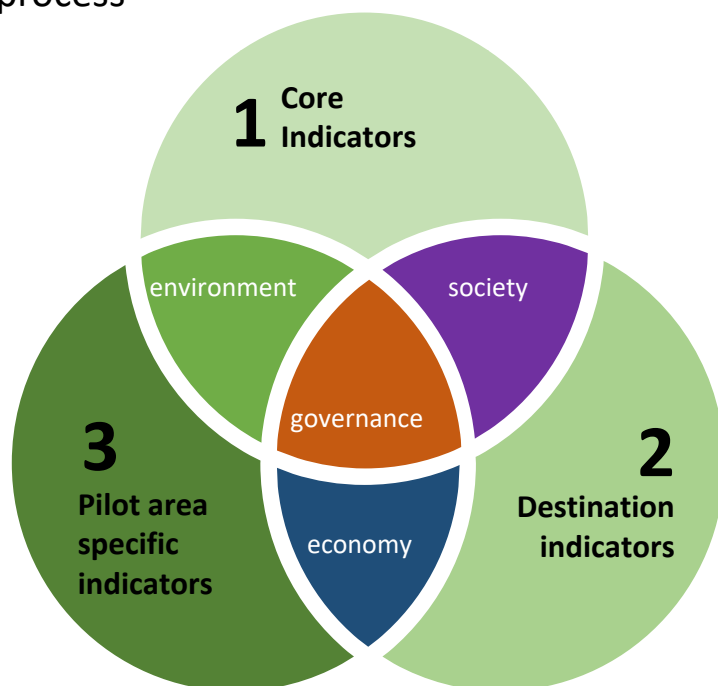 process
1 Core
Indicators
environment
society
governance
3
Pilot area
specific
indicators
2
Destination
indicators
economy